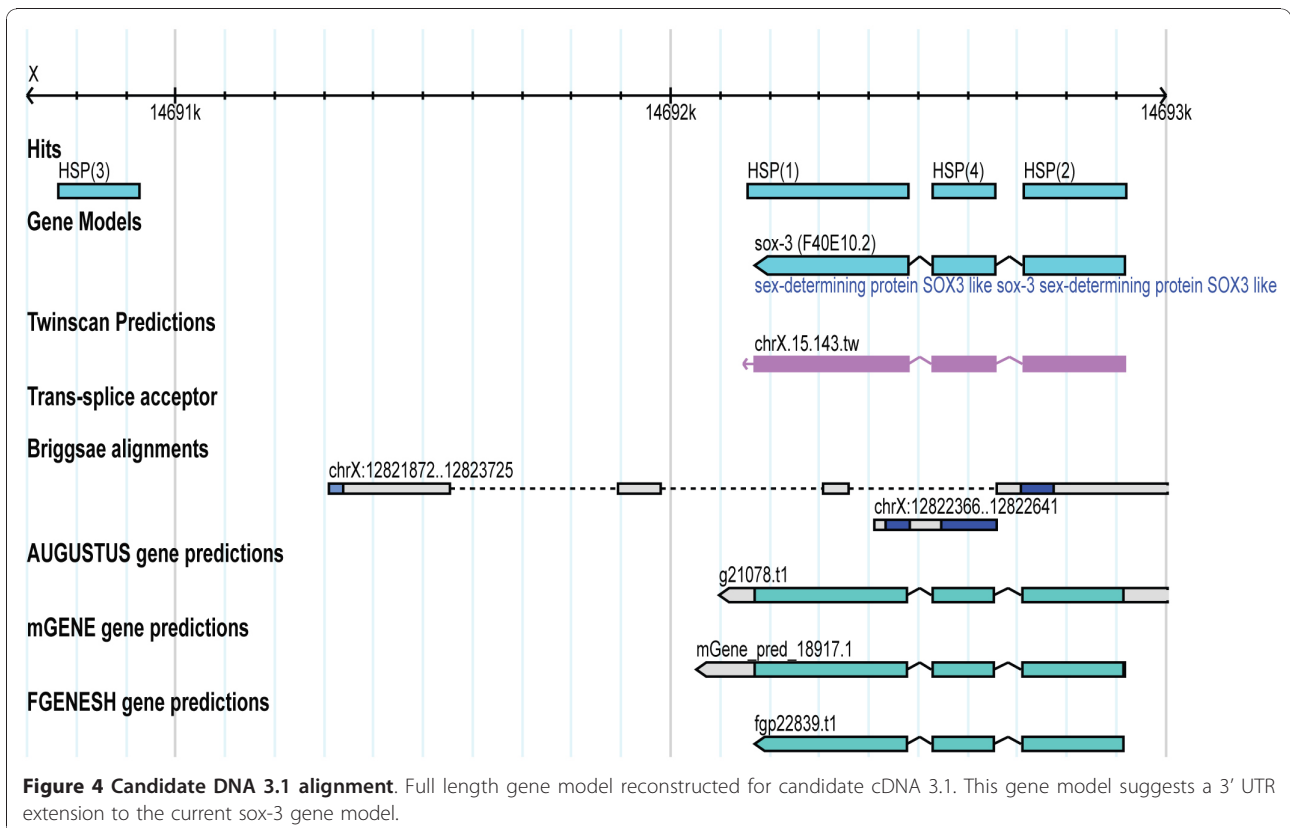 X
14691k 14692k 14693k
Hits
HSP(3) HSP(1) HSP(4) HSP(2)
Gene Models
sox-3 (F40E10.2)
sex-determining protein SOX3 like sox-3 sex-determining protein SOX3 like
Twinscan Predictions
chrX.15.143.tw
Trans-splice acceptor
Briggsae alignments
chrX:12821872..12823725
chrX:12822366..12822641
AUGUSTUS gene predictions
g21078.t1
mGENE gene predictions
mGene_pred_18917.1
FGENESH gene predictions
fgp22839.t1
Figure 4 Candidate DNA 3.1 alignment. Full length gene model reconstructed for candidate cDNA 3.1. This gene model suggests a 3’ UTR
extension to the current sox-3 gene model.